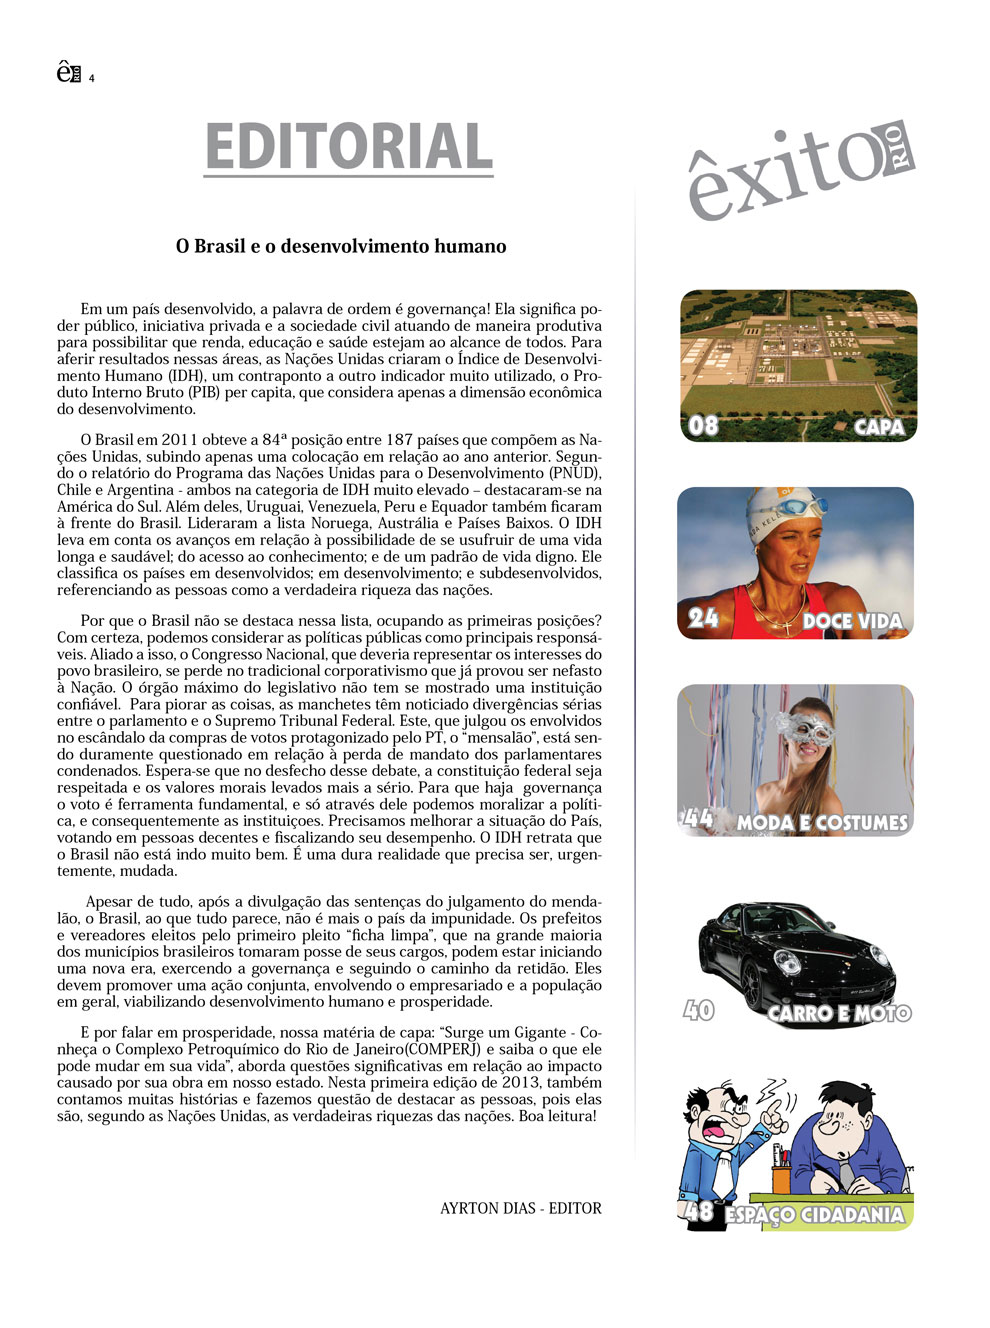 ê RIO 4
EDITORIAL
O Brasil e o desenvolvimento humano
Em um país desenvolvido, a palavra de ordem é governança! Ela significa po-
der público, iniciativa privada e a sociedade civil atuando de maneira produtiva
para possibilitar que renda, educação e saúde estejam ao alcance de todos. Para
aferir resultados nessas áreas, as Nações Unidas criaram o Índice de Desenvolvi-
mento Humano (IDH), um contraponto a outro indicador muito utilizado, o Pro-
duto Interno Bruto (PIB) per capita, que considera apenas a dimensão econômica
do desenvolvimento.
O Brasil em 2011 obteve a 84ª posição entre 187 países que compõem as Na-
ções Unidas, subindo apenas uma colocação em relação ao ano anterior. Segun-
do o relatório do Programa das Nações Unidas para o Desenvolvimento (PNUD),
Chile e Argentina - ambos na categoria de IDH muito elevado – destacaram-se na
América do Sul. Além deles, Uruguai, Venezuela, Peru e Equador também ficaram
à frente do Brasil. Lideraram a lista Noruega, Austrália e Países Baixos. O IDH
leva em conta os avanços em relação à possibilidade de se usufruir de uma vida
longa e saudável; do acesso ao conhecimento; e de um padrão de vida digno. Ele
classifica os países em desenvolvidos; em desenvolvimento; e subdesenvolvidos,
referenciando as pessoas como a verdadeira riqueza das nações.
Por que o Brasil não se destaca nessa lista, ocupando as primeiras posições?
Com certeza, podemos considerar as políticas públicas como principais responsá-
veis. Aliado a isso, o Congresso Nacional, que deveria representar os interesses do
povo brasileiro, se perde no tradicional corporativismo que já provou ser nefasto
à Nação. O órgão máximo do legislativo não tem se mostrado uma instituição
confiável.  Para piorar as coisas, as manchetes têm noticiado divergências sérias
entre o parlamento e o Supremo Tribunal Federal. Este, que julgou os envolvidos
no escândalo da compras de votos protagonizado pelo PT, o “mensalão”, está sen-
do duramente questionado em relação à perda de mandato dos parlamentares
condenados. Espera-se que no desfecho desse debate, a constituição federal seja
respeitada e os valores morais levados mais a sério. Para que haja  governança
o voto é ferramenta fundamental, e só através dele podemos moralizar a políti-
ca, e consequentemente as instituiçoes. Precisamos melhorar a situação do País,
votando em pessoas decentes e fiscalizando seu desempenho. O IDH retrata que
o Brasil não está indo muito bem. É uma dura realidade que precisa ser, urgen-
temente, mudada.
Apesar de tudo, após a divulgação das sentenças do julgamento do menda-
lão, o Brasil, ao que tudo parece, não é mais o país da impunidade. Os prefeitos
e vereadores eleitos pelo primeiro pleito “ficha limpa”, que na grande maioria
dos municípios brasileiros tomaram posse de seus cargos, podem estar iniciando
uma nova era, exercendo a governança e seguindo o caminho da retidão. Eles
devem promover uma ação conjunta, envolvendo o empresariado e a população
em geral, viabilizando desenvolvimento humano e prosperidade.
E por falar em prosperidade, nossa matéria de capa: “Surge um Gigante - Co-
nheça o Complexo Petroquímico do Rio de Janeiro(COMPERJ) e saiba o que ele
pode mudar em sua vida”, aborda questões significativas em relação ao impacto
causado por sua obra em nosso estado. Nesta primeira edição de 2013, também
contamos muitas histórias e fazemos questão de destacar as pessoas, pois elas
são, segundo as Nações Unidas, as verdadeiras riquezas das nações. Boa leitura!
AYRTON DIAS - EDITOR
êxito RIO
08 CAPA
24 DOCE VIDA
44 MODA E COSTUMES
40 CARRO E MOTO
48 ESPAÇO CIDADANIA